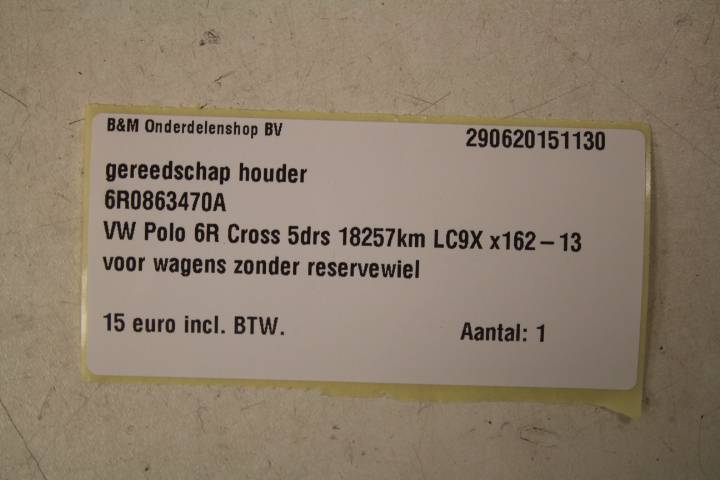 B&M Onderdelenshop BV 290620151130
gereedschap houder
6R0863470A
VW Polo 6R Cross 5drs 18257km LC9X x162-13
voor wagens zonder reservewiel
15 euro incl. BTW. Aantal: 1